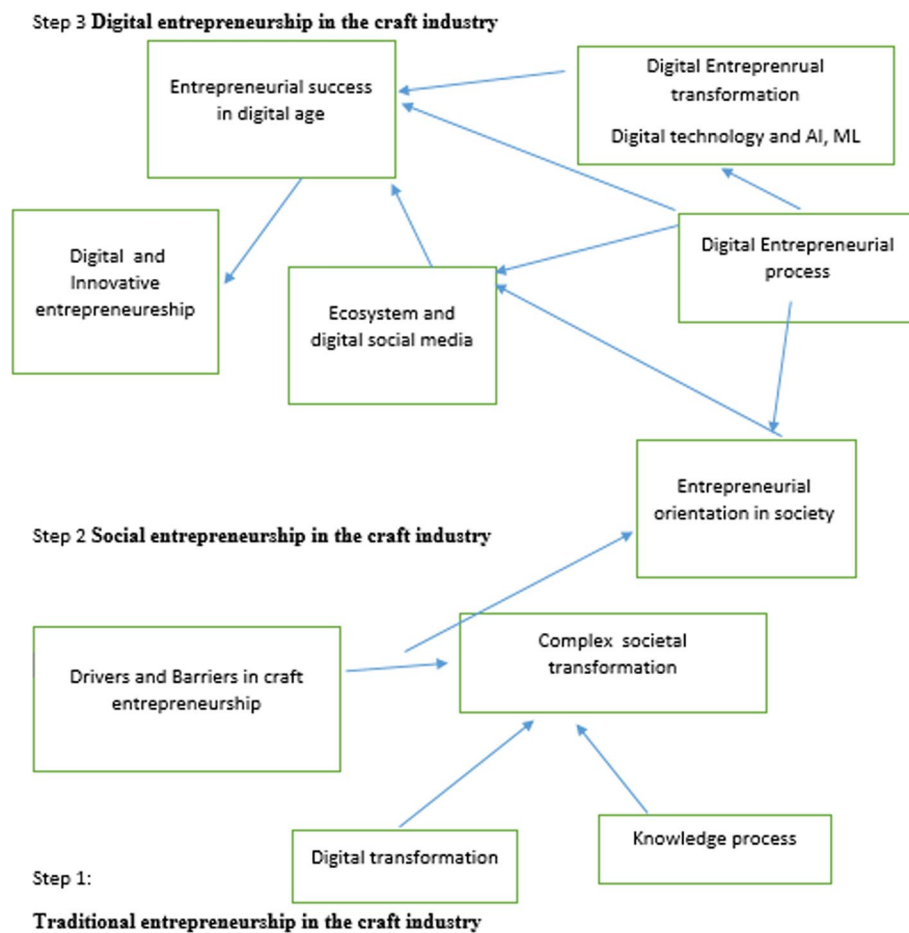 Step 3 Digital entrepreneurship in the craft industry
Entrepreneurial success
in digital age
Digital Entreprenrual
transformation
Digital technology and AI, ML
Digital and
Innovative
entrepreneureship
Ecosystem and
digital social media
Digital Entrepreneurial
process
Entrepreneurial
orientation in society
Step 2 Social entrepreneurship in the craft industry
Drivers and Barriers in craft
entrepreneurship
Complex societal
transformation
Digital transformation
Knowledge process
Step 1:
Traditional entrepreneurship in the craft industry